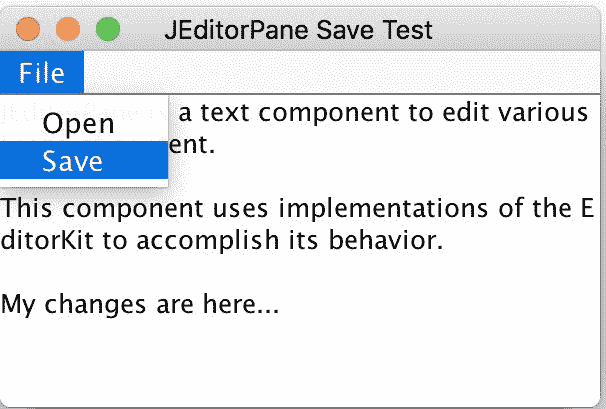 JEditorPane Save Test
File
Open
Save
a text component to edit various
ent.
This component uses implementations of the E
ditorKit to accomplish its behavior.
My changes are here...